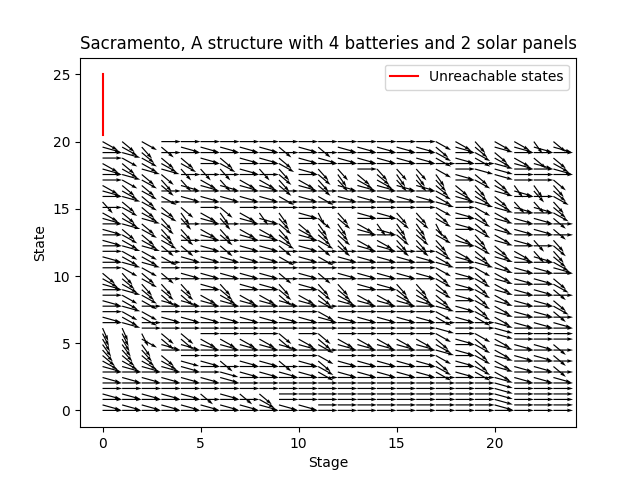 Sacramento, A structure with 4 batteries and 2 solar panels
Unreachable states
25
20
15
10
5
0
State
0 5 10 15 20
Stage